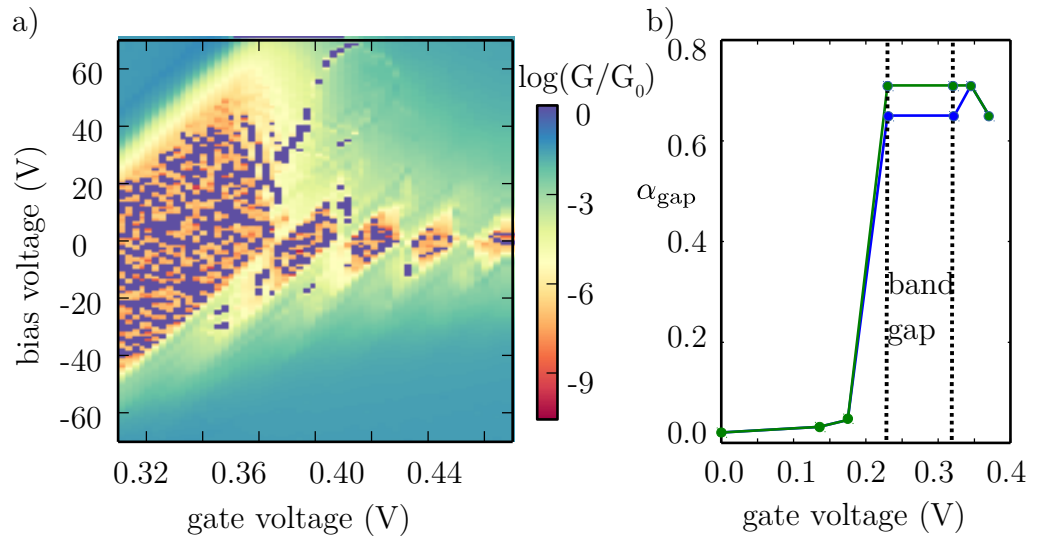 a)
60
40
20
0
-20
-40
-60
bias voltage (V)
0.32 0.36 0.40 0.44
gate voltage (V)
log(G/G₀)
0
-3
-6
-9
b)
0.8
0.6
α_gap
0.4
0.2
0.0
band
gap
0.0 0.1 0.2 0.3 0.4
gate voltage (V)